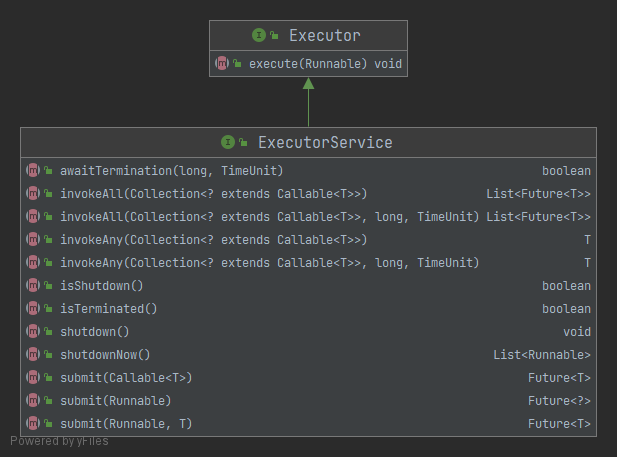 Executor
execute(Runnable) void
ExecutorService
awaitTermination(long, TimeUnit) boolean
invokeAll(Collection<? extends Callable<T>>) List<Future<T>>
invokeAll(Collection<? extends Callable<T>>, long, TimeUnit) List<Future<T>>
invokeAny(Collection<? extends Callable<T>>) T
invokeAny(Collection<? extends Callable<T>>, long, TimeUnit) T
isShutdown() boolean
isTerminated() boolean
shutdown() void
shutdownNow() List<Runnable>
submit(Callable<T>) Future<T>
submit(Runnable) Future<?>
submit(Runnable, T) Future<T>
Powered by yFiles